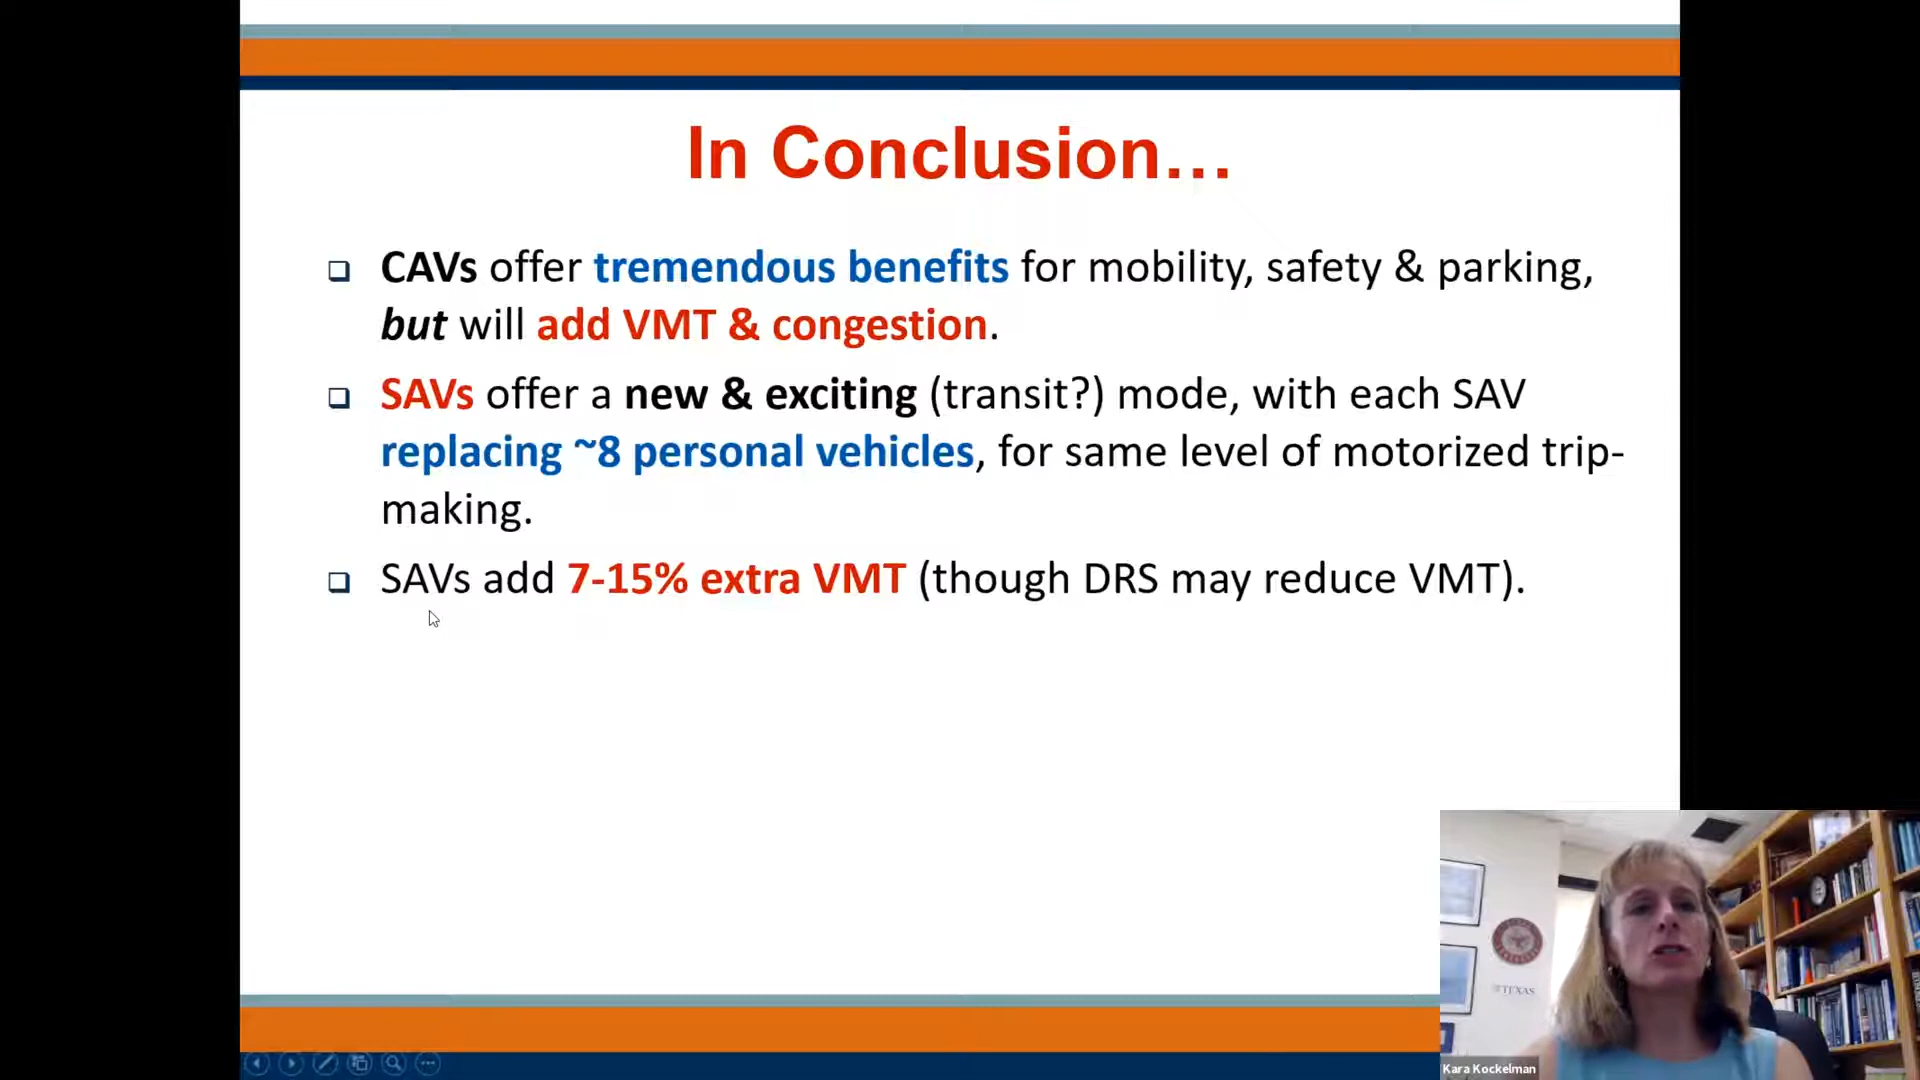 In Conclusion…
CAVs offer tremendous benefits for mobility, safety & parking,
but will add VMT & congestion.
SAVs offer a new & exciting (transit?) mode, with each SAV
replacing ~8 personal vehicles, for same level of motorized trip-
making.
SAVs add 7-15% extra VMT (though DRS may reduce VMT).
TEXAS
Kara Kockelman